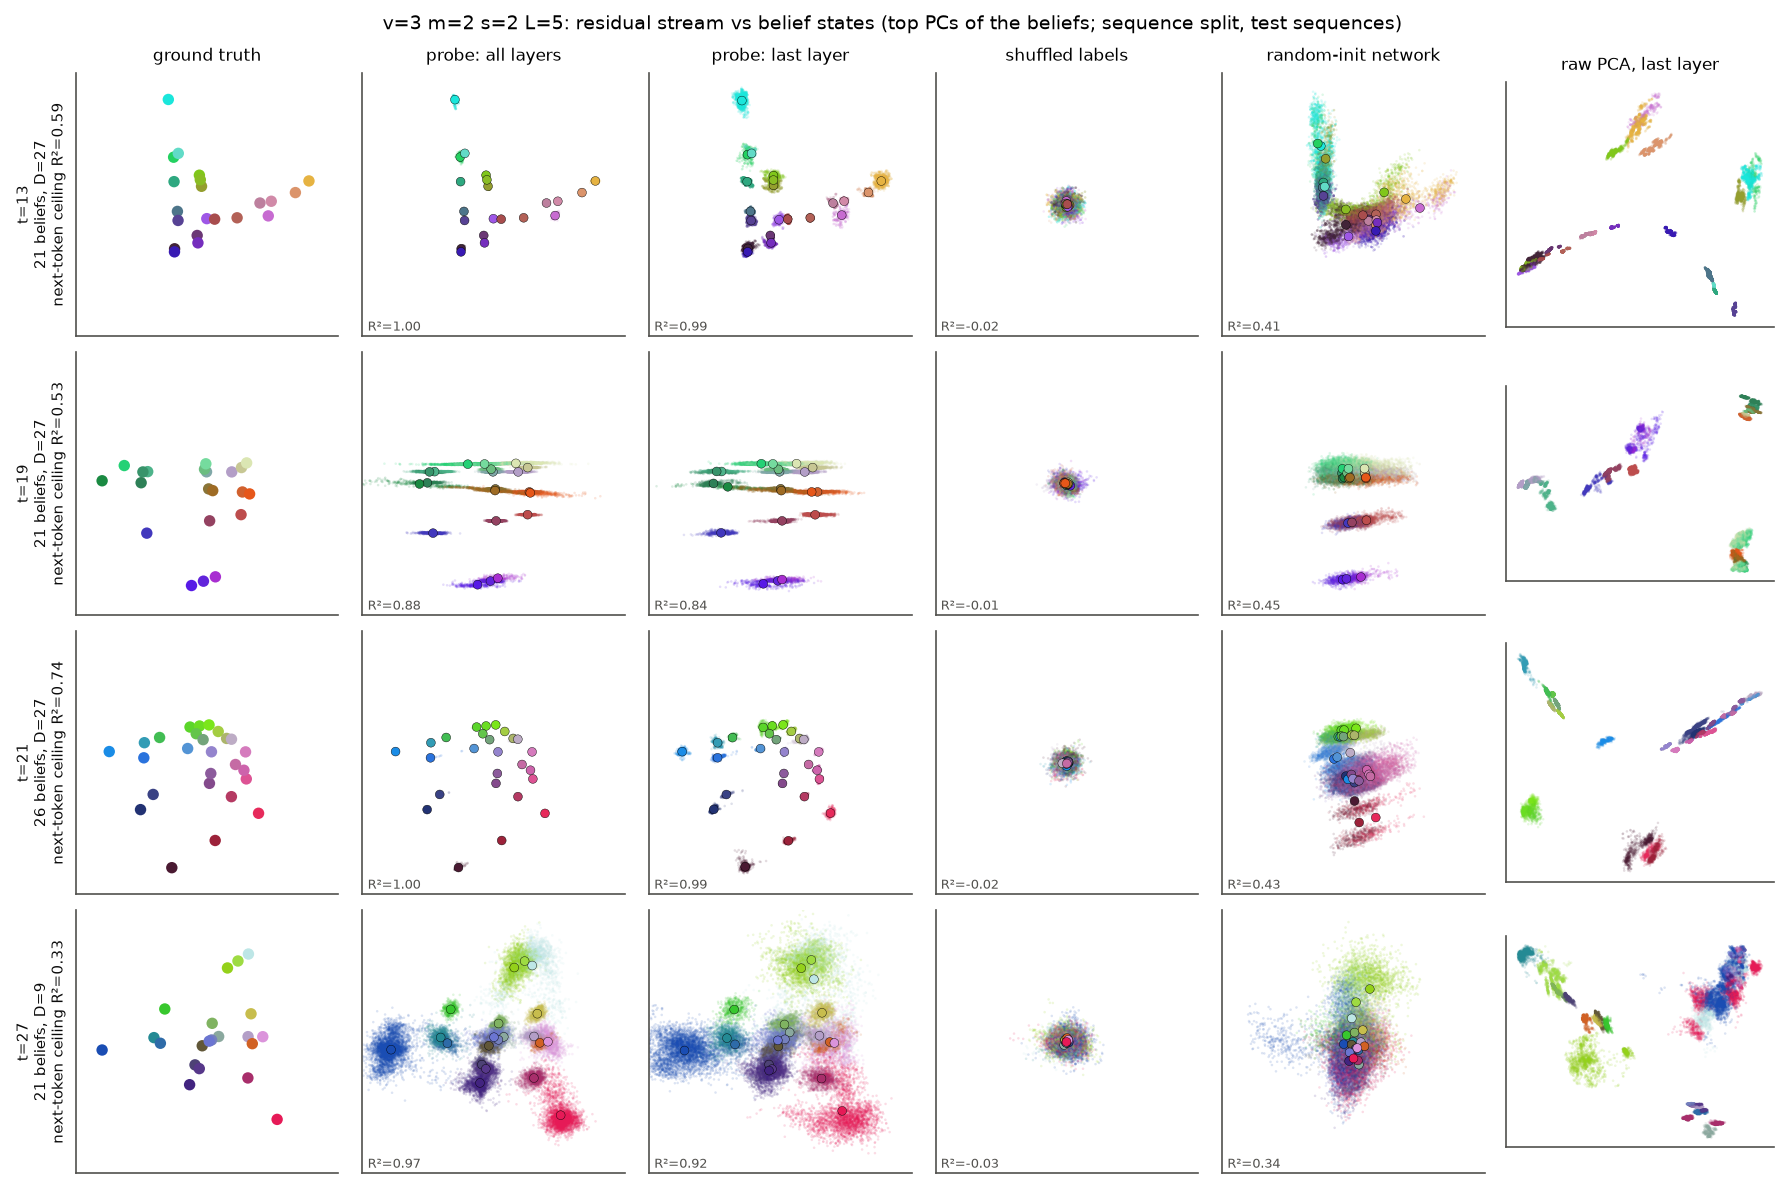 v=3 m=2 s=2 L=5: residual stream vs belief states (top PCs of the beliefs; sequence split, test sequences)
ground truth
probe: all layers
probe: last layer
shuffled labels
random-init network
raw PCA, last layer
t=13
21 beliefs, D=27
next-token ceiling R²=0.59
R²=1.00
R²=0.99
R²=-0.02
R²=0.41
t=19
21 beliefs, D=27
next-token ceiling R²=0.53
R²=0.88
R²=0.84
R²=-0.01
R²=0.45
t=21
26 beliefs, D=27
next-token ceiling R²=0.74
R²=1.00
R²=0.99
R²=-0.02
R²=0.43
t=27
21 beliefs, D=9
next-token ceiling R²=0.33
R²=0.97
R²=0.92
R²=-0.03
R²=0.34